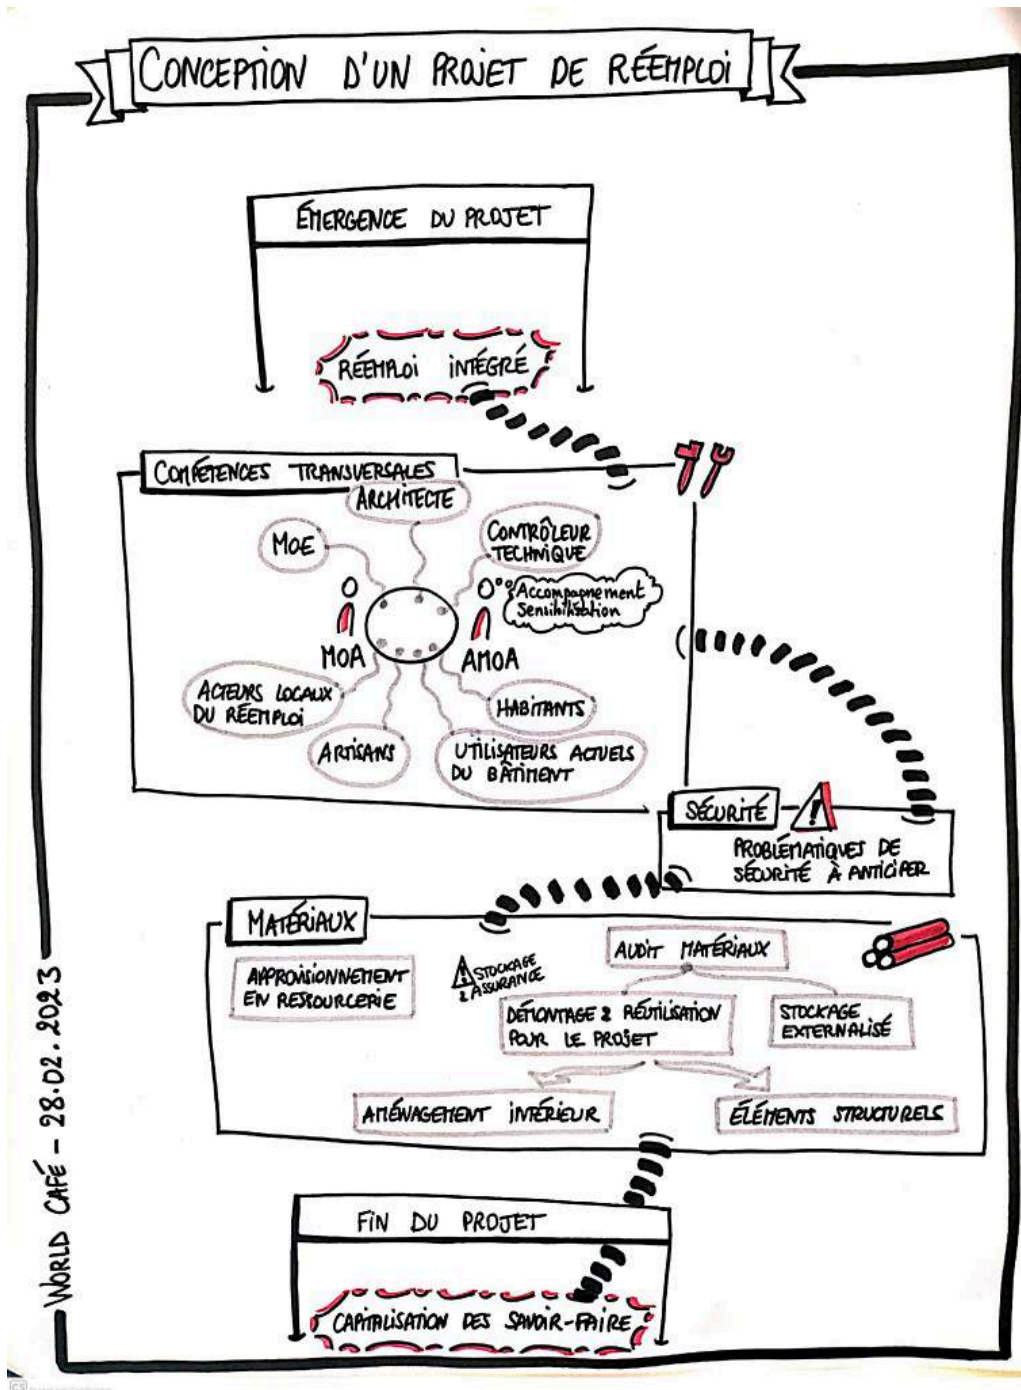 CONCEPTION D'UN PROJET DE RÉEMPLOI
ÉMERGENCE DU PROJET
RÉEMPLOI INTÉGRÉ
COMPÉTENCES TRANSVERSALES
ARCHITECTE
MOE
CONTRÔLEUR
TECHNIQUE
Accompagnement
Sensibilisation
MOA
AMOA
ACTEURS LOCAUX
DU RÉEMPLOI
HABITANTS
ARTISANS
UTILISATEURS ACTUELS
DU BÂTIMENT
SÉCURITÉ
!
PROBLÉMATIQUES DE
SÉCURITÉ À ANTICIPER
MATÉRIAUX
APPROVISIONNEMENT
EN RESSOURCERIE
! STOCKAGE
& ASSURANCE
AUDIT MATÉRIAUX
DÉMONTAGE & RÉUTILISATION
POUR LE PROJET
STOCKAGE
EXTERNALISÉ
AMÉNAGEMENT INTÉRIEUR
ÉLÉMENTS STRUCTURELS
FIN DU PROJET
CAPITALISATION DES SAVOIR-FAIRE
WORLD CAFÉ - 28.02.2023
CS